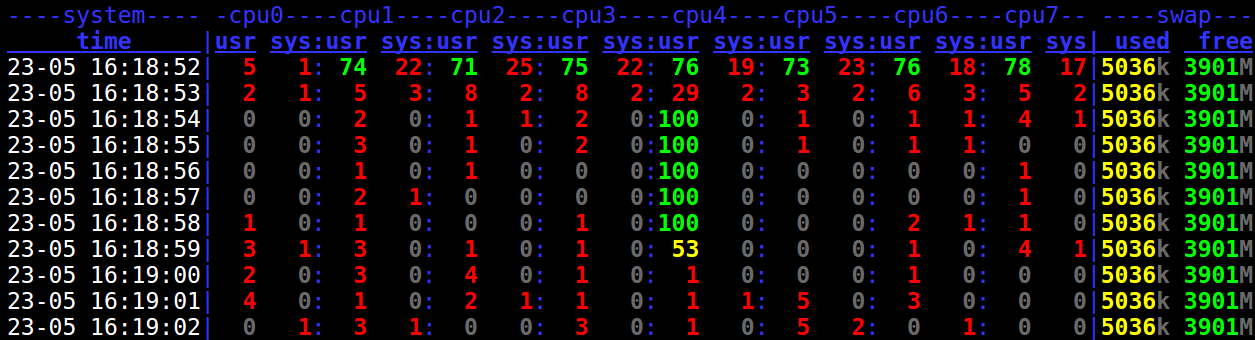 ----system---- -cpu0----cpu1----cpu2----cpu3----cpu4----cpu5----cpu6----cpu7-- ----swap---
     time     |usr sys:usr sys:usr sys:usr sys:usr sys:usr sys:usr sys:usr sys| used  free
23-05 16:18:52|  5   1: 74  22: 71  25: 75  22: 76  19: 73  23: 76  18: 78  17|5036k 3901M
23-05 16:18:53|  2   1:  5   3:  8   2:  8   2: 29   2:  3   2:  6   3:  5   2|5036k 3901M
23-05 16:18:54|  0   0:  2   0:  1   1:  2   0:100   0:  1   0:  1   1:  4   1|5036k 3901M
23-05 16:18:55|  0   0:  3   0:  1   0:  2   0:100   0:  1   0:  1   1:  0   0|5036k 3901M
23-05 16:18:56|  0   0:  1   0:  1   0:  0   0:100   0:  0   0:  0   0:  1   0|5036k 3901M
23-05 16:18:57|  0   0:  2   1:  0   0:  0   0:100   0:  0   0:  0   0:  1   0|5036k 3901M
23-05 16:18:58|  1   0:  1   0:  0   0:  1   0:100   0:  0   0:  2   1:  1   0|5036k 3901M
23-05 16:18:59|  3   1:  3   0:  1   0:  1   0: 53   0:  0   0:  1   0:  4   1|5036k 3901M
23-05 16:19:00|  2   0:  3   0:  4   0:  1   0:  1   0:  0   0:  1   0:  0   0|5036k 3901M
23-05 16:19:01|  4   0:  1   0:  2   1:  1   0:  1   1:  5   0:  3   0:  0   0|5036k 3901M
23-05 16:19:02|  0   1:  3   1:  0   0:  3   0:  1   0:  5   2:  0   1:  0   0|5036k 3901M